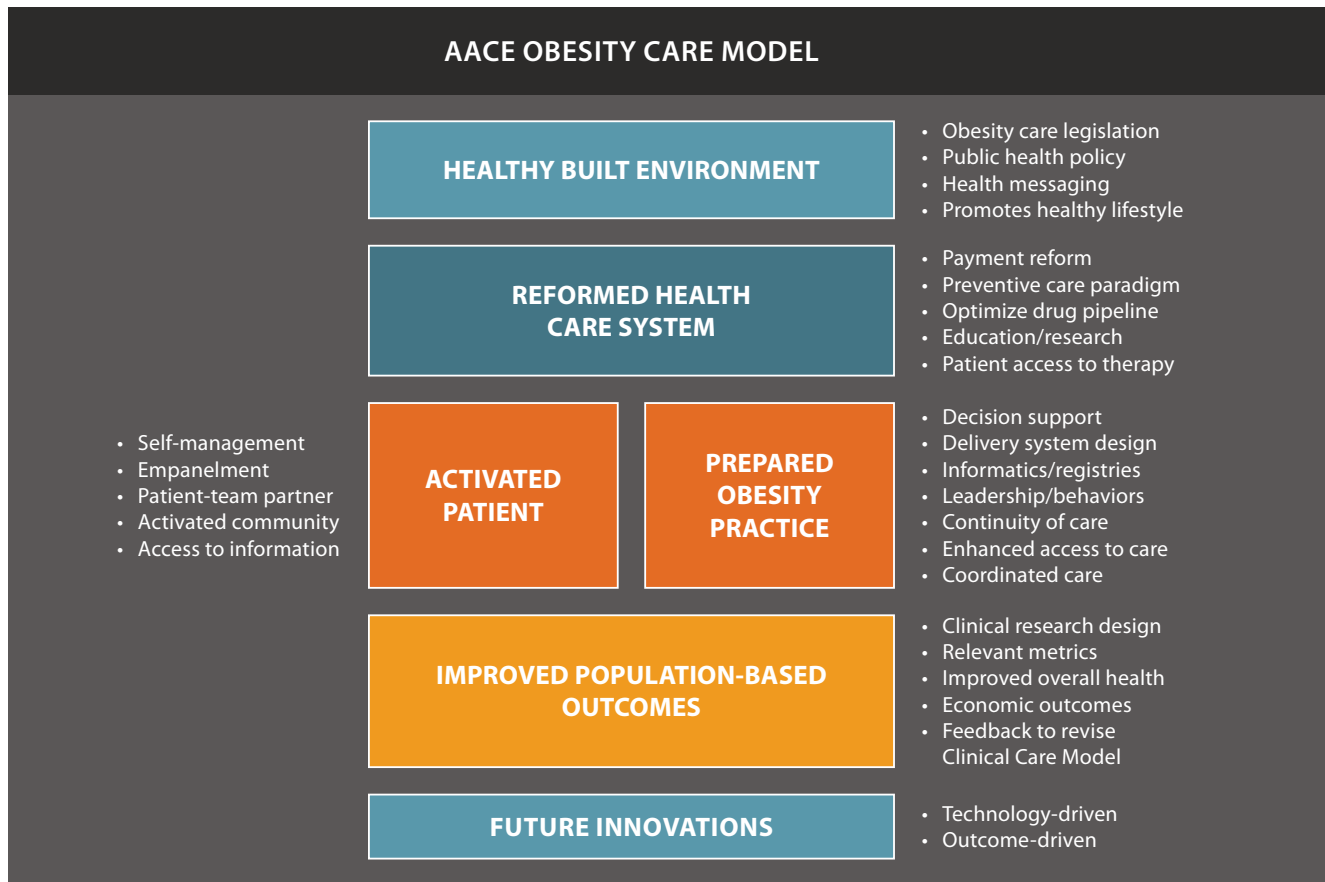 AACE OBESITY CARE MODEL
HEALTHY BUILT ENVIRONMENT
• Obesity care legislation
• Public health policy
• Health messaging
• Promotes healthy lifestyle
REFORMED HEALTH
CARE SYSTEM
• Payment reform
• Preventive care paradigm
• Optimize drug pipeline
• Education/research
• Patient access to therapy
• Self-management
• Empanelment
• Patient-team partner
• Activated community
• Access to information
ACTIVATED
PATIENT
PREPARED
OBESITY
PRACTICE
• Decision support
• Delivery system design
• Informatics/registries
• Leadership/behaviors
• Continuity of care
• Enhanced access to care
• Coordinated care
IMPROVED POPULATION-BASED
OUTCOMES
• Clinical research design
• Relevant metrics
• Improved overall health
• Economic outcomes
• Feedback to revise
Clinical Care Model
FUTURE INNOVATIONS
• Technology-driven
• Outcome-driven